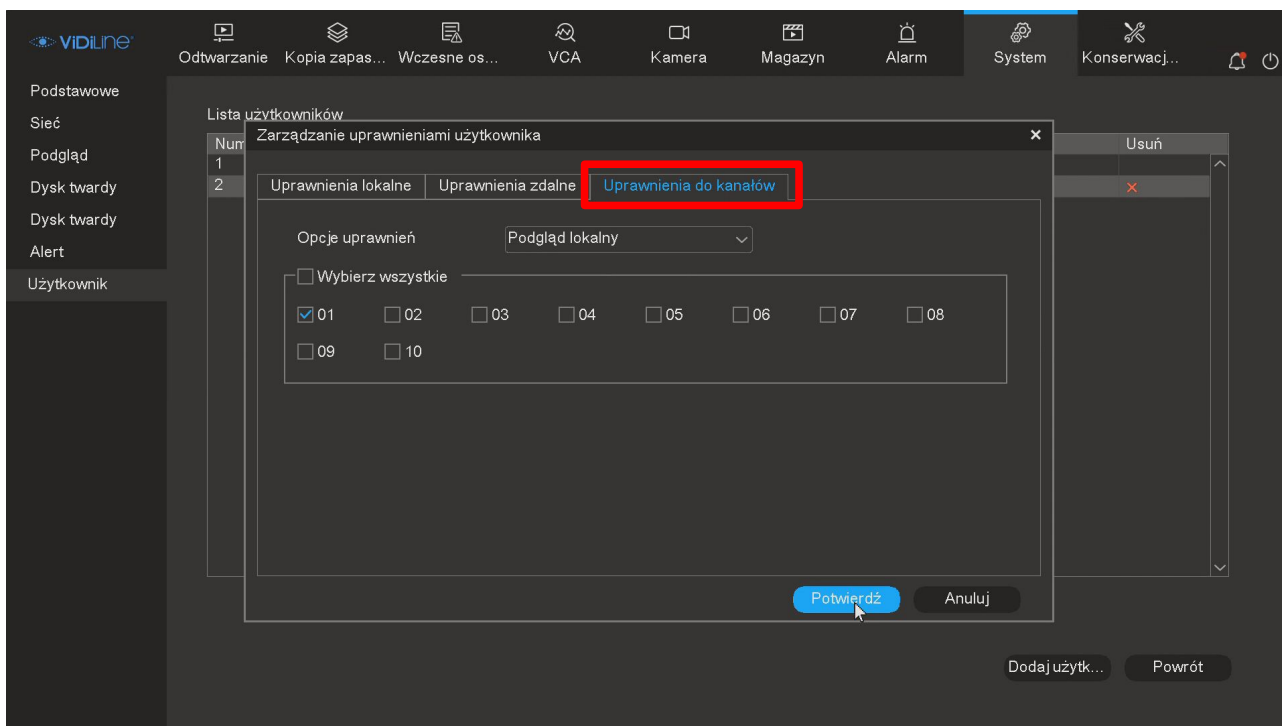 ViDiLine
Odtwarzanie Kopia zapas... Wczesne os... VCA Kamera Magazyn Alarm System Konserwacj...
Podstawowe
Sieć
Podgląd
Dysk twardy
Dysk twardy
Alert
Użytkownik
Lista użytkowników
Num Usuń
1
2
Zarządzanie uprawnieniami użytkownika
Uprawnienia lokalne Uprawnienia zdalne Uprawnienia do kanałów
Opcje uprawnień Podgląd lokalny
Wybierz wszystkie
01 02 03 04 05 06 07 08
09 10
Potwierdź Anuluj
Dodaj użytk... Powrót